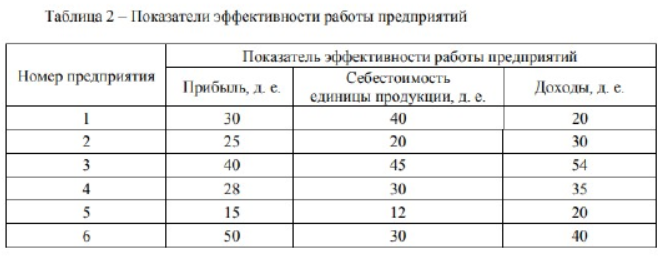 Таблица 2 – Показатели эффективности работы предприятий
Номер предприятия
Показатель эффективности работы предприятий
Прибыль, д. е.
Себестоимость
единицы продукции, д. е.
Доходы, д. е.
1 30 40 20
2 25 20 30
3 40 45 54
4 28 30 35
5 15 12 20
6 50 30 40